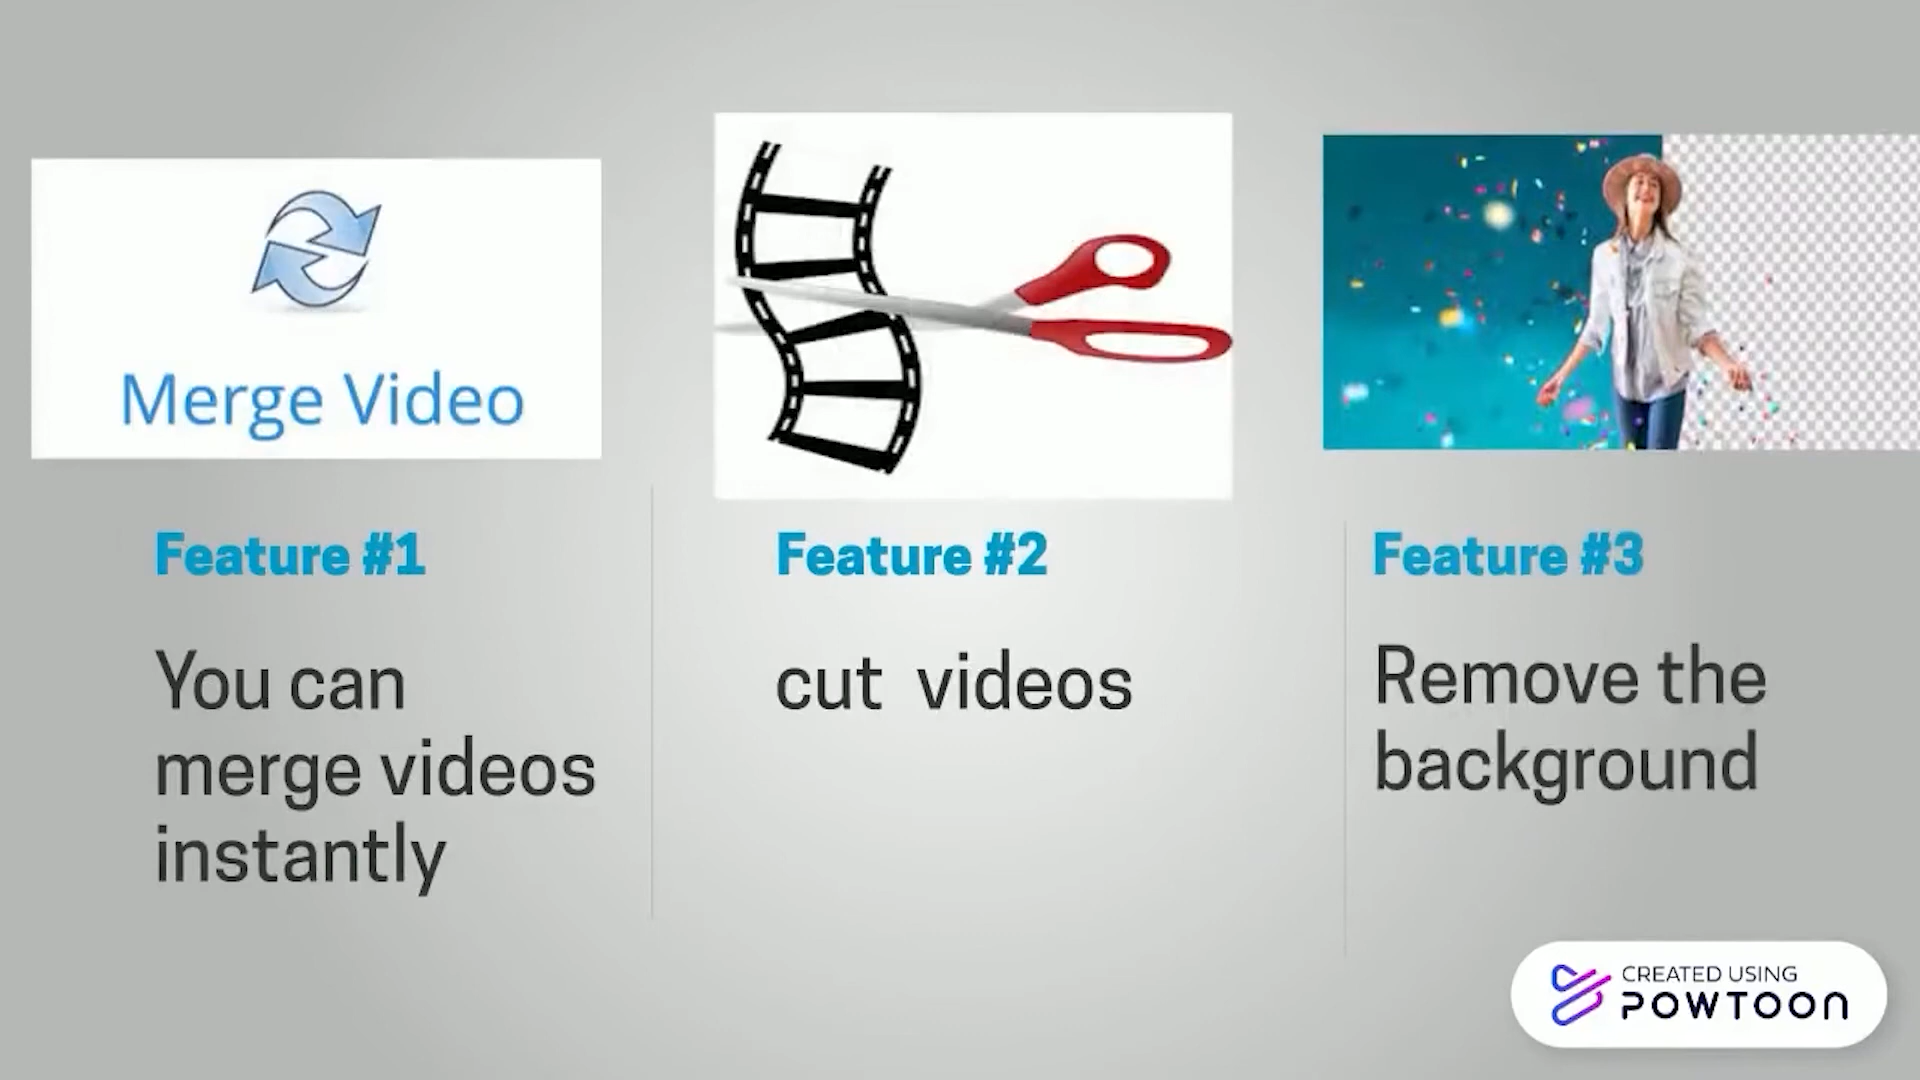 Merge Video
Feature #1
You can
merge videos
instantly
Feature #2
cut videos
Feature #3
Remove the
background
CREATED USING
POWTOON